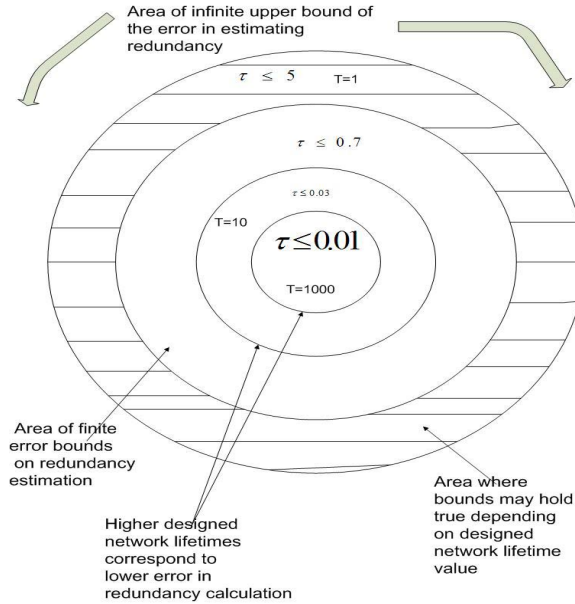 Area of infinite upper bound of
the error in estimating
redundancy
τ ≤ 5 T=1
τ ≤ 0.7
τ ≤ 0.03
T=10
τ≤0.01
T=1000
Area of finite
error bounds
on redundancy
estimation
Higher designed
network lifetimes
correspond to
lower error in
redundancy calculation
Area where
bounds may hold
true depending
on designed
network lifetime
value